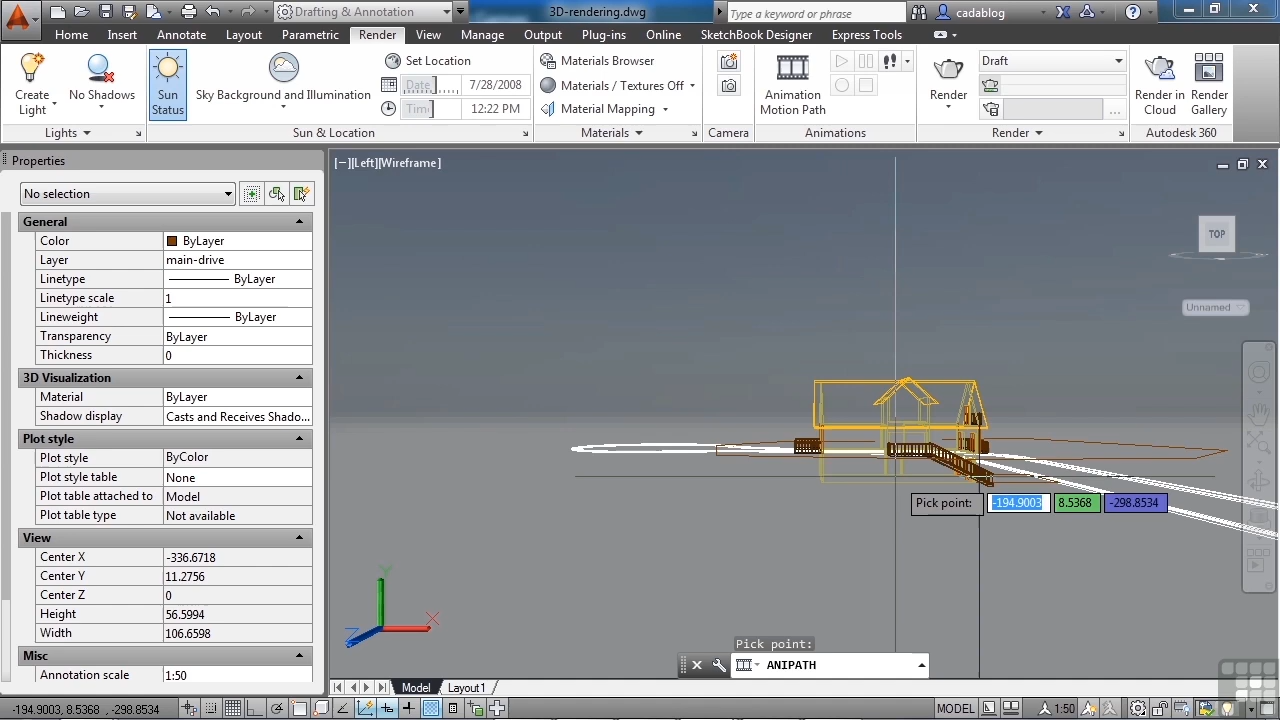 Drafting & Annotation
3D-rendering.dwg
Type a keyword or phrase
cadablog
Home Insert Annotate Layout Parametric Render View Manage Output Plug-ins Online SketchBook Designer Express Tools
Create Light
No Shadows
Sun Status
Sky Background and Illumination
Set Location
Date 7/28/2008
Time 12:22 PM
Materials Browser
Materials / Textures Off
Material Mapping
Animation Motion Path
Render
Draft
Render in Cloud
Render Gallery
Lights Sun & Location Materials Camera Animations Render Autodesk 360
Properties
No selection
General
Color ByLayer
Layer main-drive
Linetype ByLayer
Linetype scale 1
Lineweight ByLayer
Transparency ByLayer
Thickness 0
3D Visualization
Material ByLayer
Shadow display Casts and Receives Shado...
Plot style
Plot style ByColor
Plot style table None
Plot table attached to Model
Plot table type Not available
View
Center X -336.6718
Center Y 11.2756
Center Z 0
Height 56.5994
Width 106.6598
Misc
Annotation scale 1:50
[−][Left][Wireframe]
TOP
Unnamed
Pick point: -194.9003 8.5368 -298.8534
Y
X
Z
Pick point:
ANIPATH
Model Layout1
-194.9003, 8.5368 , -298.8534
MODEL
1:50